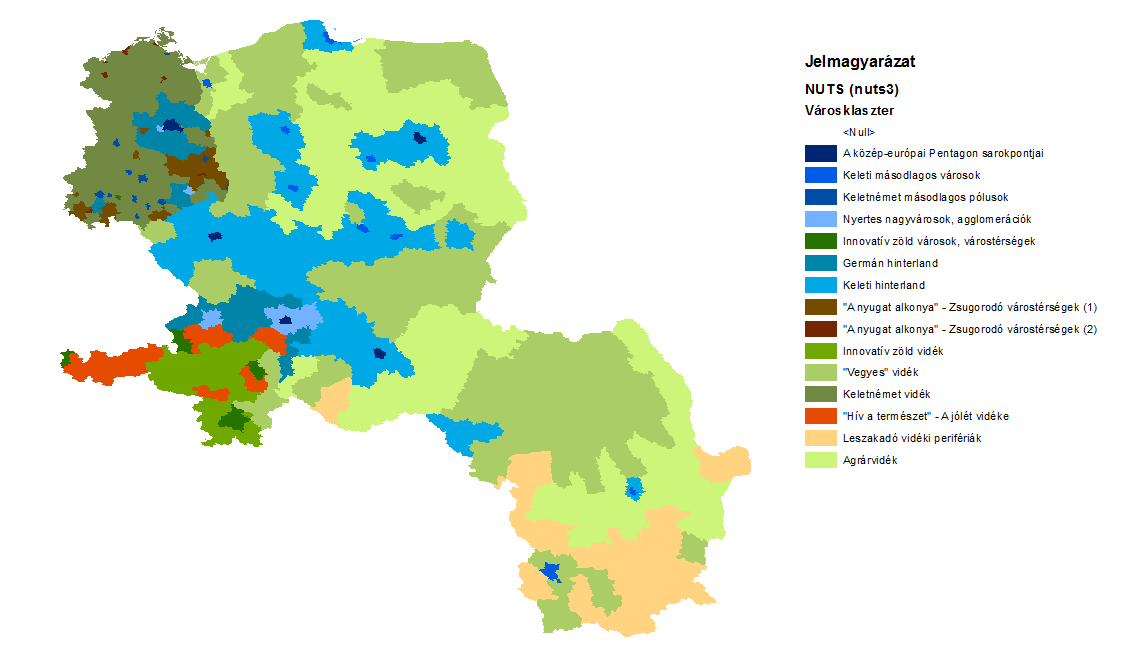 Jelmagyarázat
NUTS (nuts3)
Városklaszter
<Null>
A közép-európai Pentagon sarokpontjai
Keleti másodlagos városok
Keletnémet másodlagos pólusok
Nyertes nagyvárosok, agglomerációk
Innovatív zöld városok, várostérségek
Germán hinterland
Keleti hinterland
"A nyugat alkonya" - Zsugorodó várostérségek (1)
"A nyugat alkonya" - Zsugorodó várostérségek (2)
Innovatív zöld vidék
"Vegyes" vidék
Keletnémet vidék
"Hív a természet" - A jólét vidéke
Leszakadó vidéki perifériák
Agrárvidék